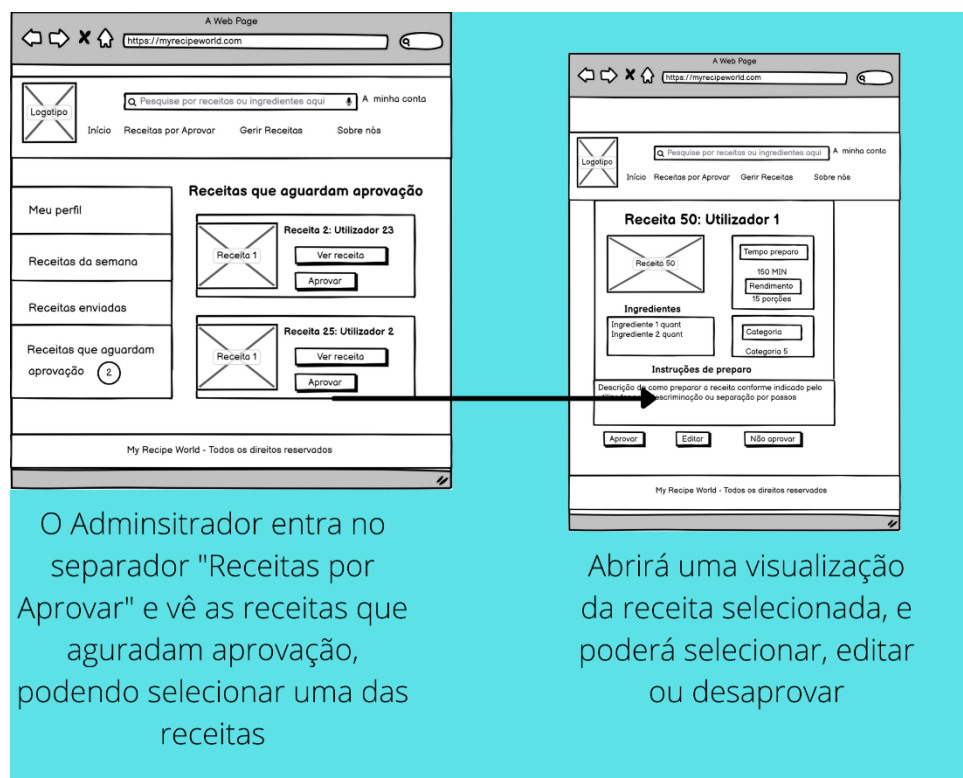 A Web Page
https://myrecipeworld.com
Logotipo
Pesquise por receitas ou ingredientes aqui
A minha conta
Início Receitas por Aprovar Gerir Receitas Sobre nós
Meu perfil
Receitas da semana
Receitas enviadas
Receitas que aguardam
aprovação 2
Receitas que aguardam aprovação
Receita 1
Receita 2: Utilizador 23
Ver receita
Aprovar
Receita 1
Receita 25: Utilizador 2
Ver receita
Aprovar
My Recipe World - Todos os direitos reservados
O Adminsitrador entra no
separador "Receitas por
Aprovar" e vê as receitas que
aguradam aprovação,
podendo selecionar uma das
receitas
A Web Page
https://myrecipeworld.com
Logotipo
Pesquise por receitas ou ingredientes aqui
A minha conta
Início Receitas por Aprovar Gerir Receitas Sobre nós
Receita 50: Utilizador 1
Receita 50
Tempo preparo
150 MIN
Rendimento
15 porções
Ingredientes
Ingrediente 1 quant
Ingrediente 2 quant
Categoria
Categoria 5
Instruções de preparo
Descrição de como preparar a receita conforme indicado pelo
ou separação por passos
Aprovar Editar Não aprovar
My Recipe World - Todos os direitos reservados
Abrirá uma visualização
da receita selecionada, e
poderá selecionar, editar
ou desaprovar